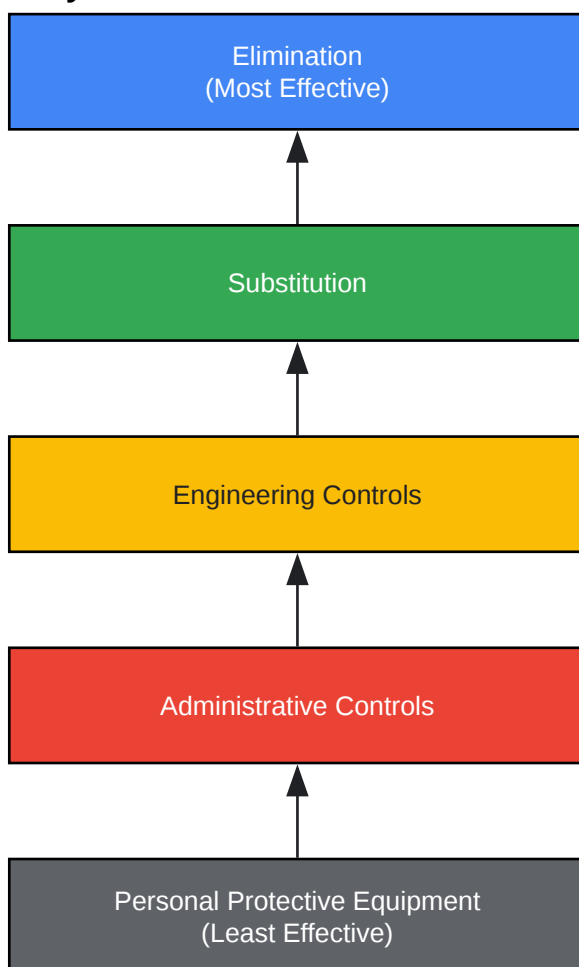 Elimination
(Most Effective)
Substitution
Engineering Controls
Administrative Controls
Personal Protective Equipment
(Least Effective)